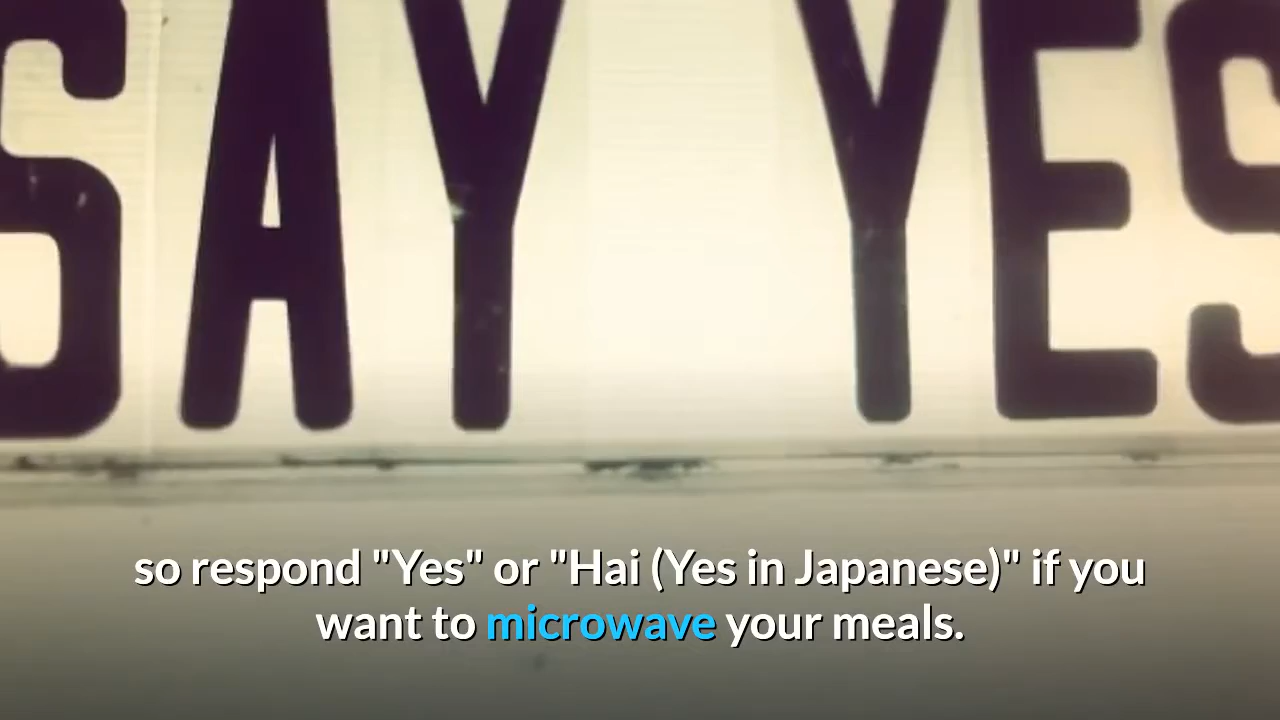 SAY YES
so respond "Yes" or "Hai (Yes in Japanese)" if you
want to microwave your meals.